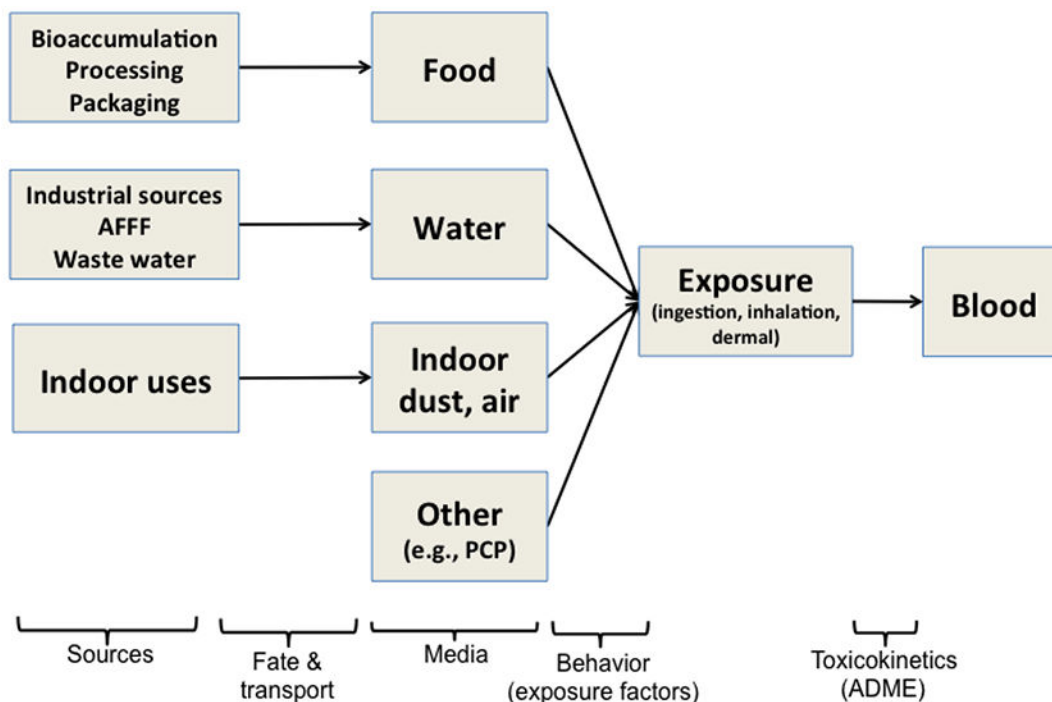 Bioaccumulation
Processing
Packaging
Food
Industrial sources
AFFF
Waste water
Water
Exposure
(ingestion, inhalation,
dermal)
Blood
Indoor uses
Indoor
dust, air
Other
(e.g., PCP)
Sources
Fate &
transport
Media
Behavior
(exposure factors)
Toxicokinetics
(ADME)